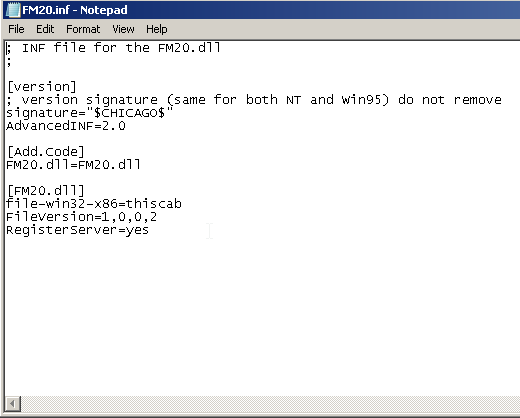 FM20.inf - Notepad
File Edit Format View Help
; INF file for the FM20.dll
;
[version]
; version signature (same for both NT and Win95) do not remove
signature="$CHICAGO$"
AdvancedINF=2.0
[Add.Code]
FM20.dll=FM20.dll
[FM20.dll]
file-win32-x86=thiscab
FileVersion=1,0,0,2
RegisterServer=yes